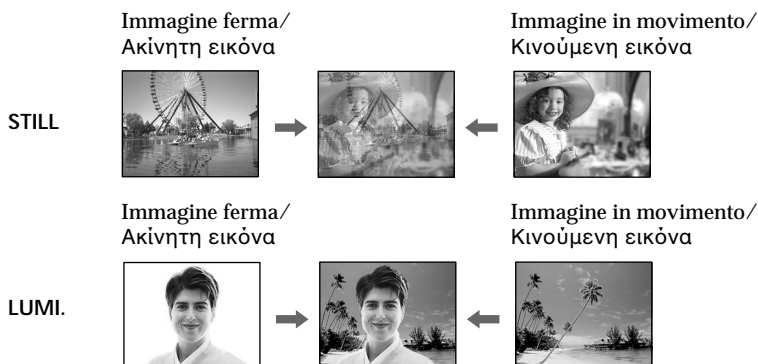 Immagine ferma/
Ακίνητη εικόνα
Immagine in movimento/
Κινούμενη εικόνα
STILL
Immagine ferma/
Ακίνητη εικόνα
Immagine in movimento/
Κινούμενη εικόνα
LUMI.